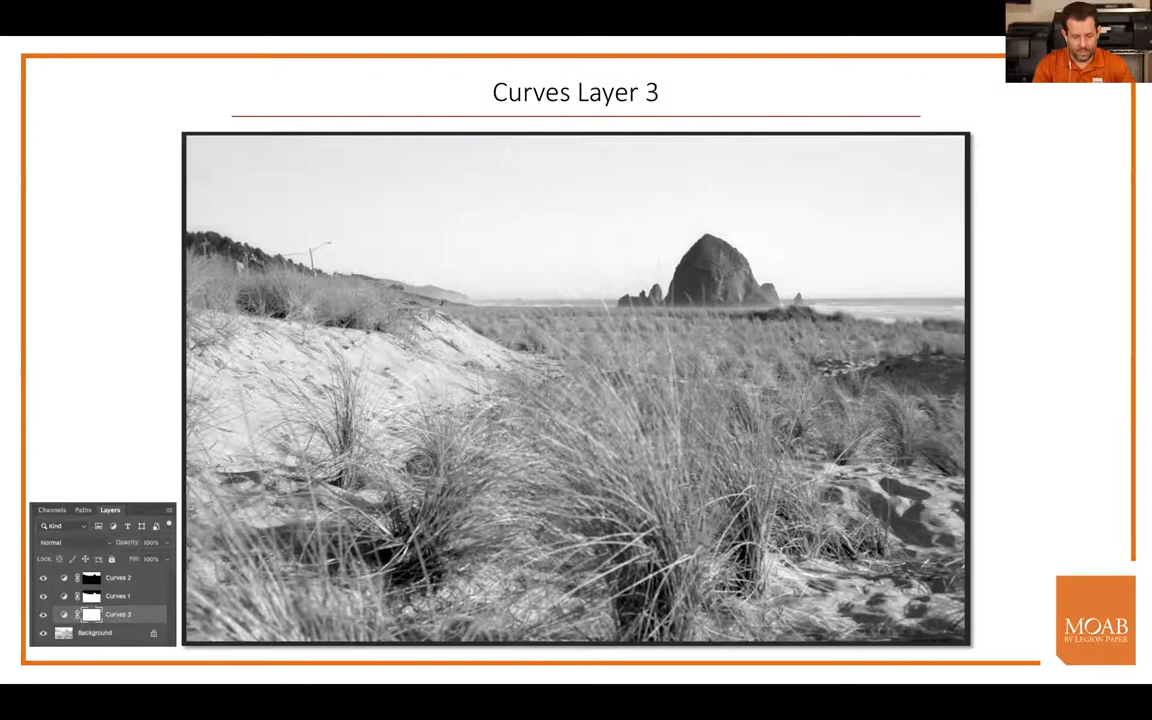 Curves Layer 3
Channels Paths Layers
Kind
Normal Opacity: 100%
Lock: Fill: 100%
Curves 2
Curves 1
Curves 3
Background
MOAB
BY LEGION PAPER